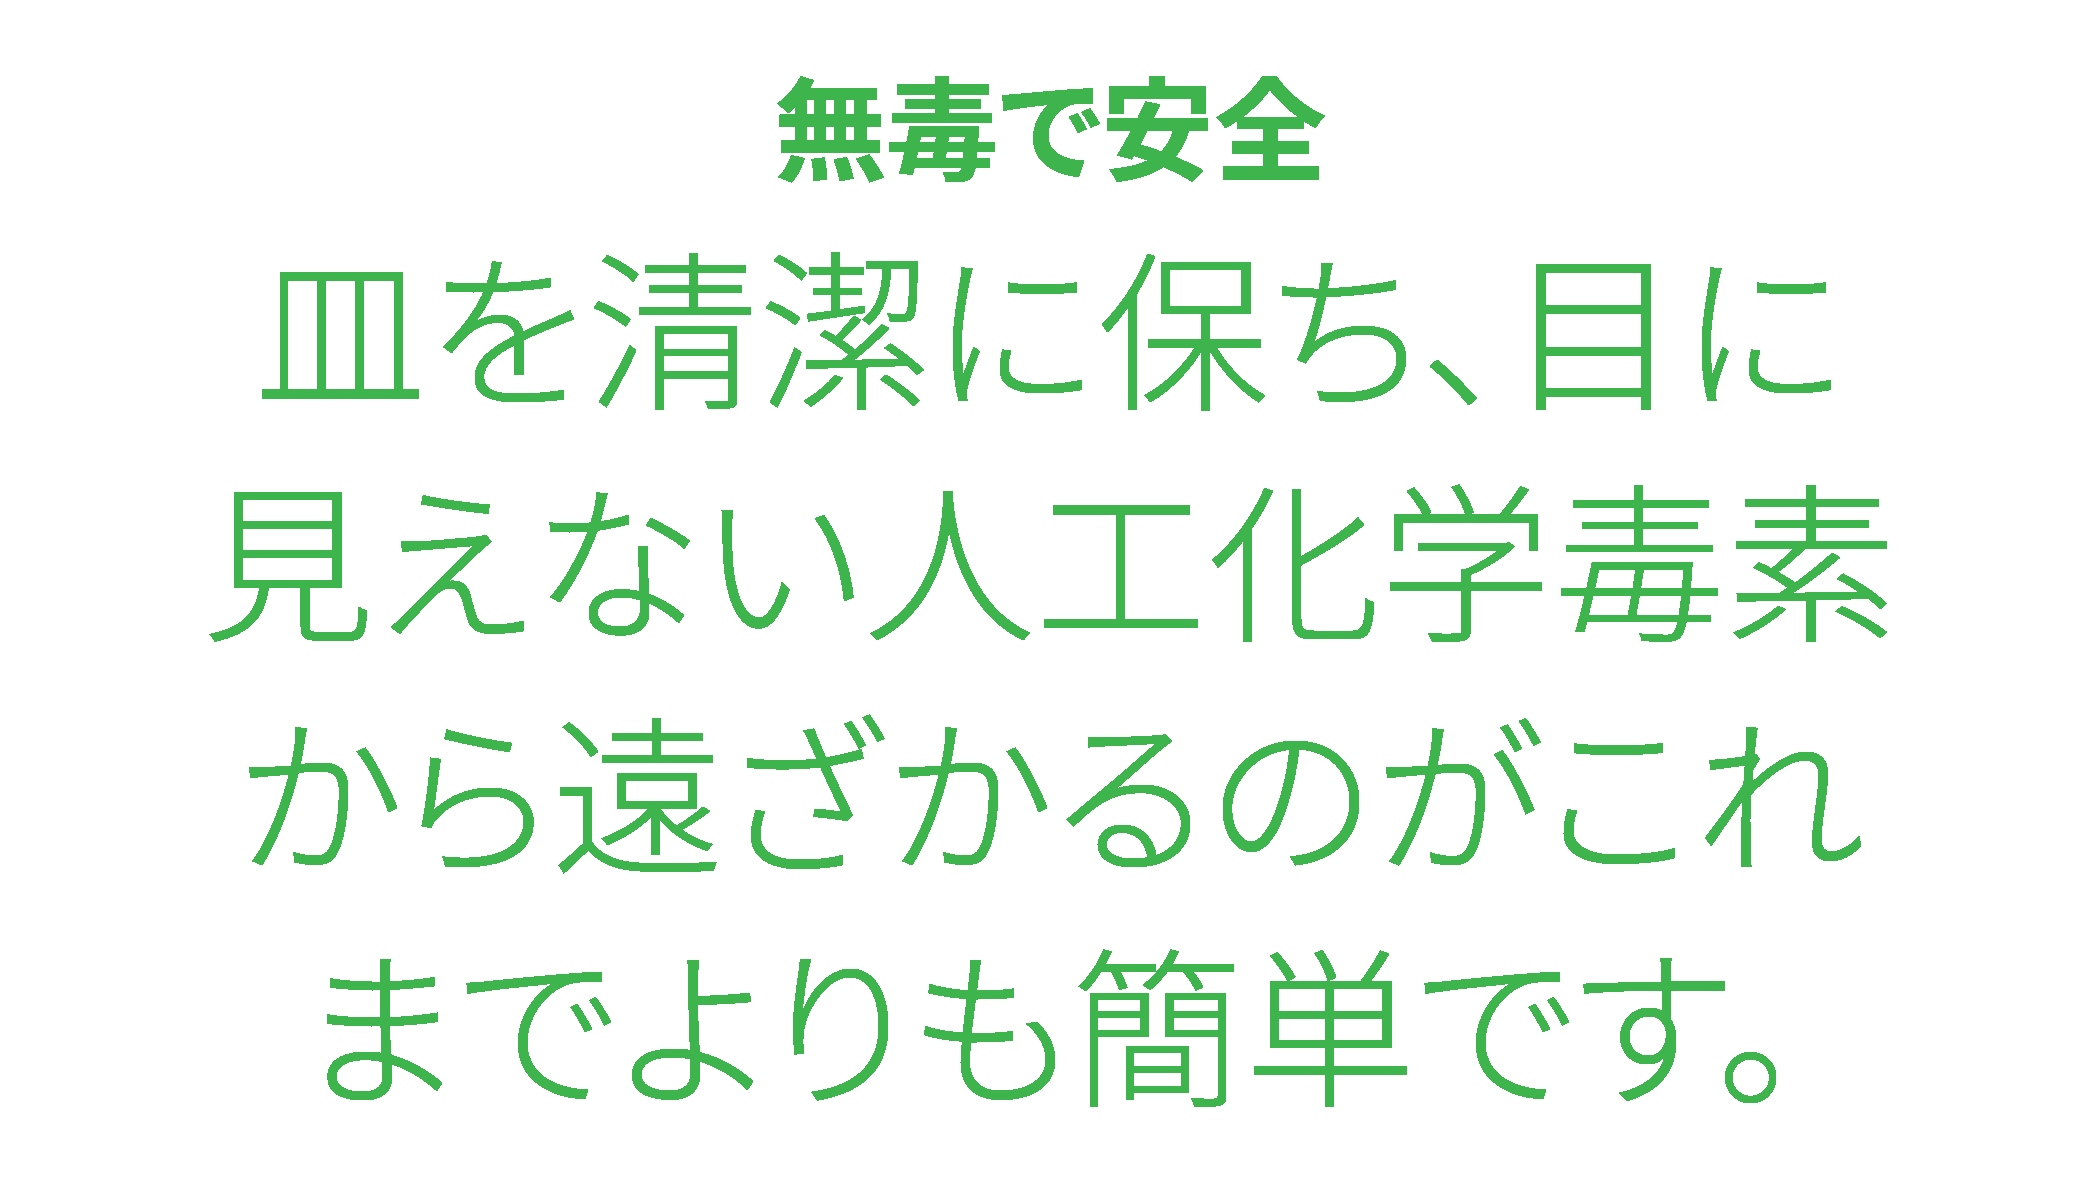 無毒で安全
皿を清潔に保ち、目に
見えない人工化学毒素
から遠ざかるのがこれ
までよりも簡単です。